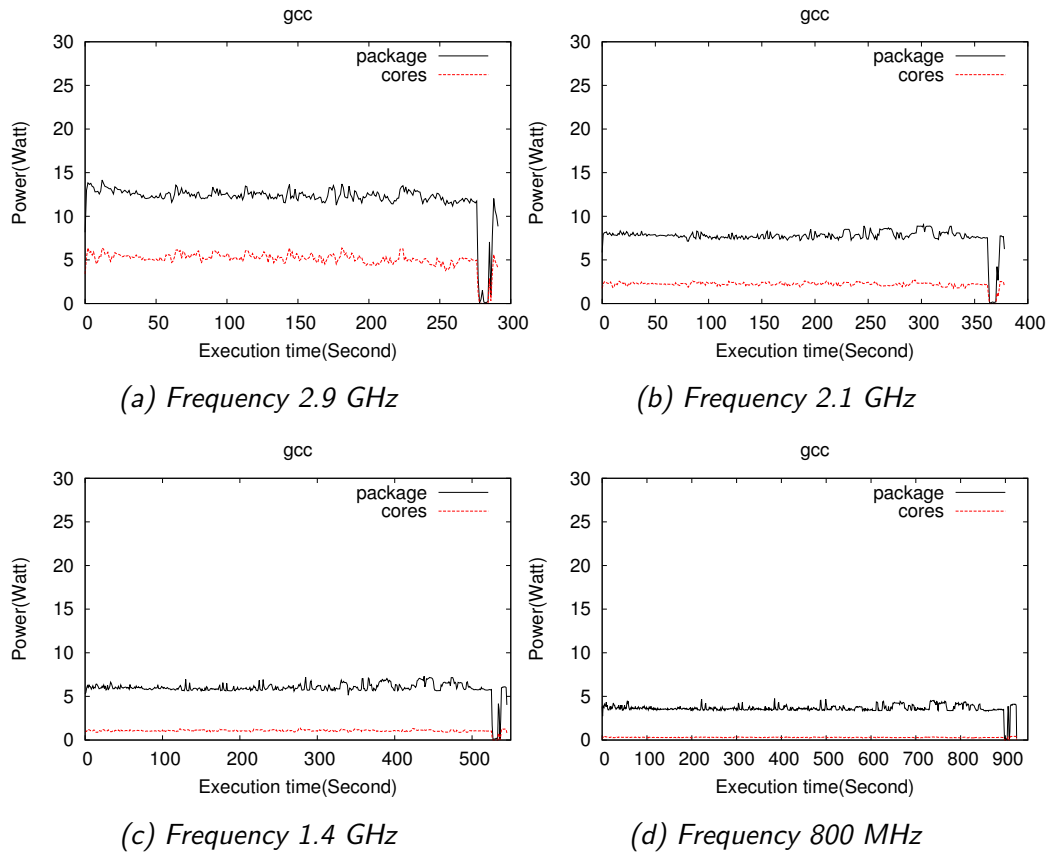 gcc
30
25
20
15
10
5
0
package
cores
Power(Watt)
0 50 100 150 200 250 300
Execution time(Second)
(a) Frequency 2.9 GHz
gcc
30
25
20
15
10
5
0
package
cores
Power(Watt)
0 50 100 150 200 250 300 350 400
Execution time(Second)
(b) Frequency 2.1 GHz
gcc
30
25
20
15
10
5
0
package
cores
Power(Watt)
0 100 200 300 400 500
Execution time(Second)
(c) Frequency 1.4 GHz
gcc
30
25
20
15
10
5
0
package
cores
Power(Watt)
0 100 200 300 400 500 600 700 800 900
Execution time(Second)
(d) Frequency 800 MHz